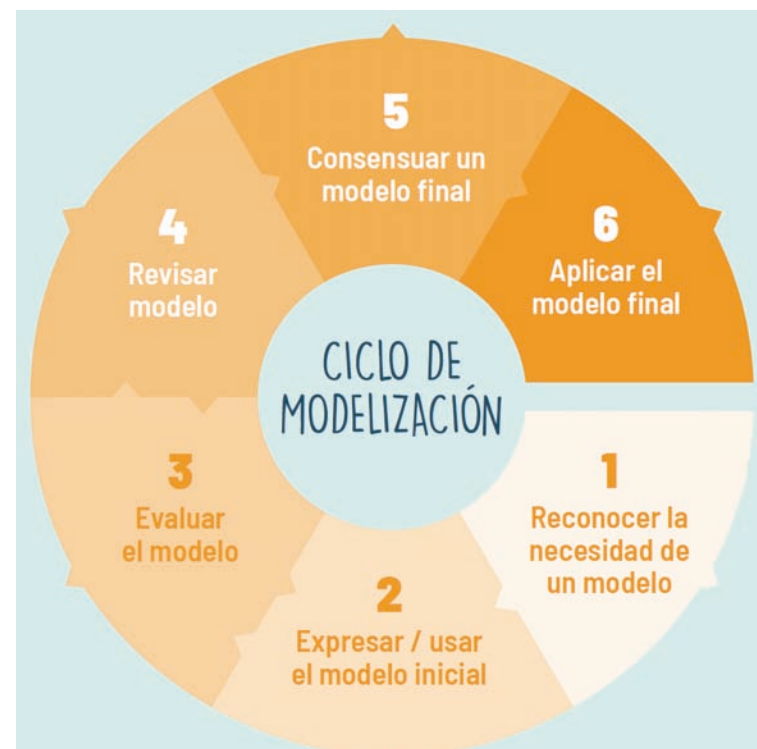 5
Consensuar un
modelo final
4
Revisar
modelo
6
Aplicar el
modelo final
CICLO DE
MODELIZACIÓN
3
Evaluar
el modelo
1
Reconocer la
necesidad de
un modelo
2
Expresar / usar
el modelo inicial